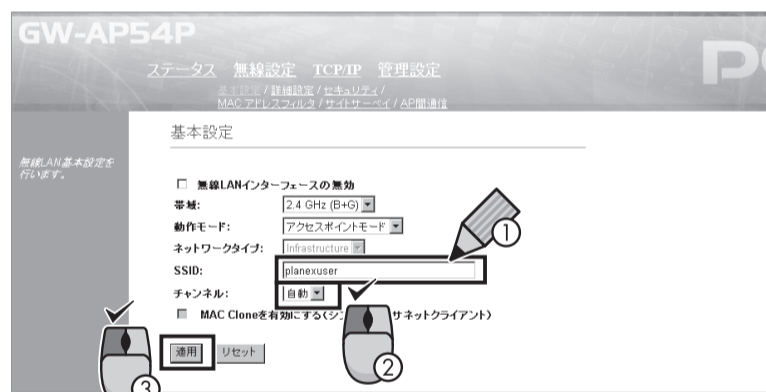 GW-AP54P
ステータス 無線設定 TCP/IP 管理設定
基本設定 / 詳細設定 / セキュリティ /
MACアドレスフィルタ / サイトサーベイ / AP間通信
基本設定
無線LAN基本設定を
行います。
無線LANインターフェースの無効
帯域: 2.4 GHz (B+G)
動作モード: アクセスポイントモード
ネットワークタイプ: Infrastructure
SSID: planexuser
①
チャンネル: 自動
MAC Cloneを有効にする(シ サネットクライアント)
②
適用 リセット
③